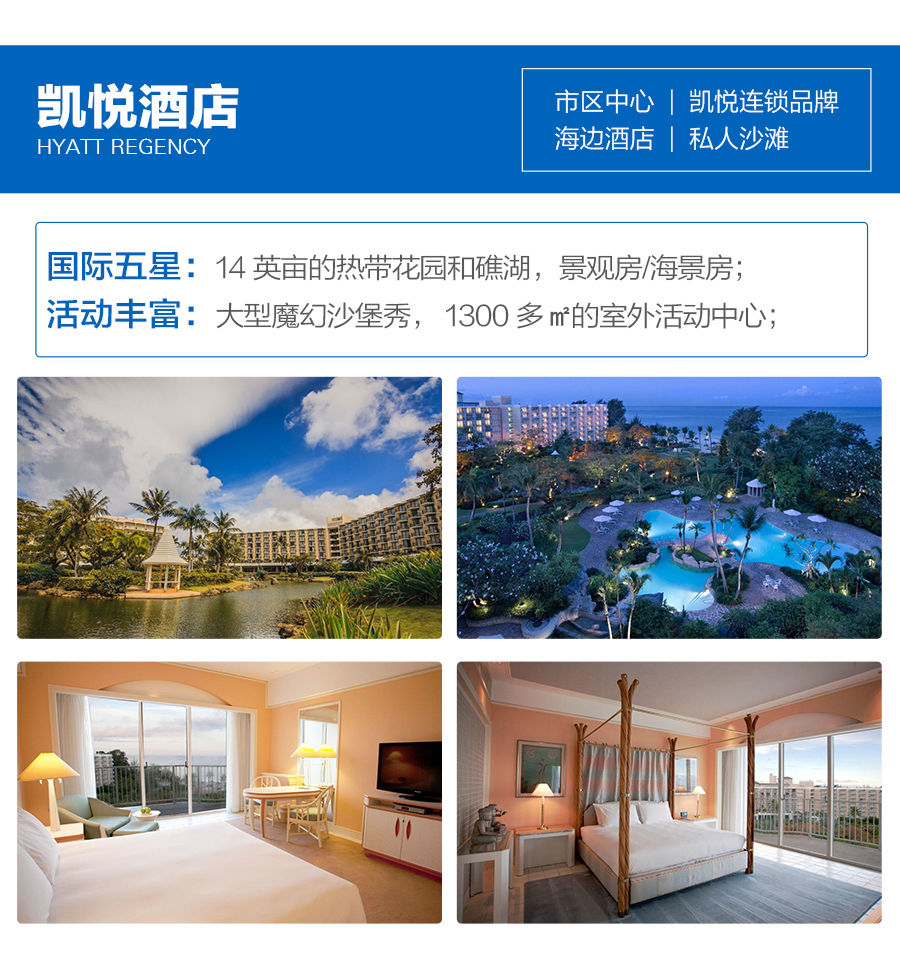 凯悦酒店
HYATT REGENCY
市区中心 | 凯悦连锁品牌
海边酒店 | 私人沙滩
国际五星：14 英亩的热带花园和礁湖，景观房/海景房；
活动丰富：大型魔幻沙堡秀， 1300 多㎡的室外活动中心；